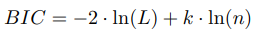 BIC = −2 · ln(L) + k · ln(n)